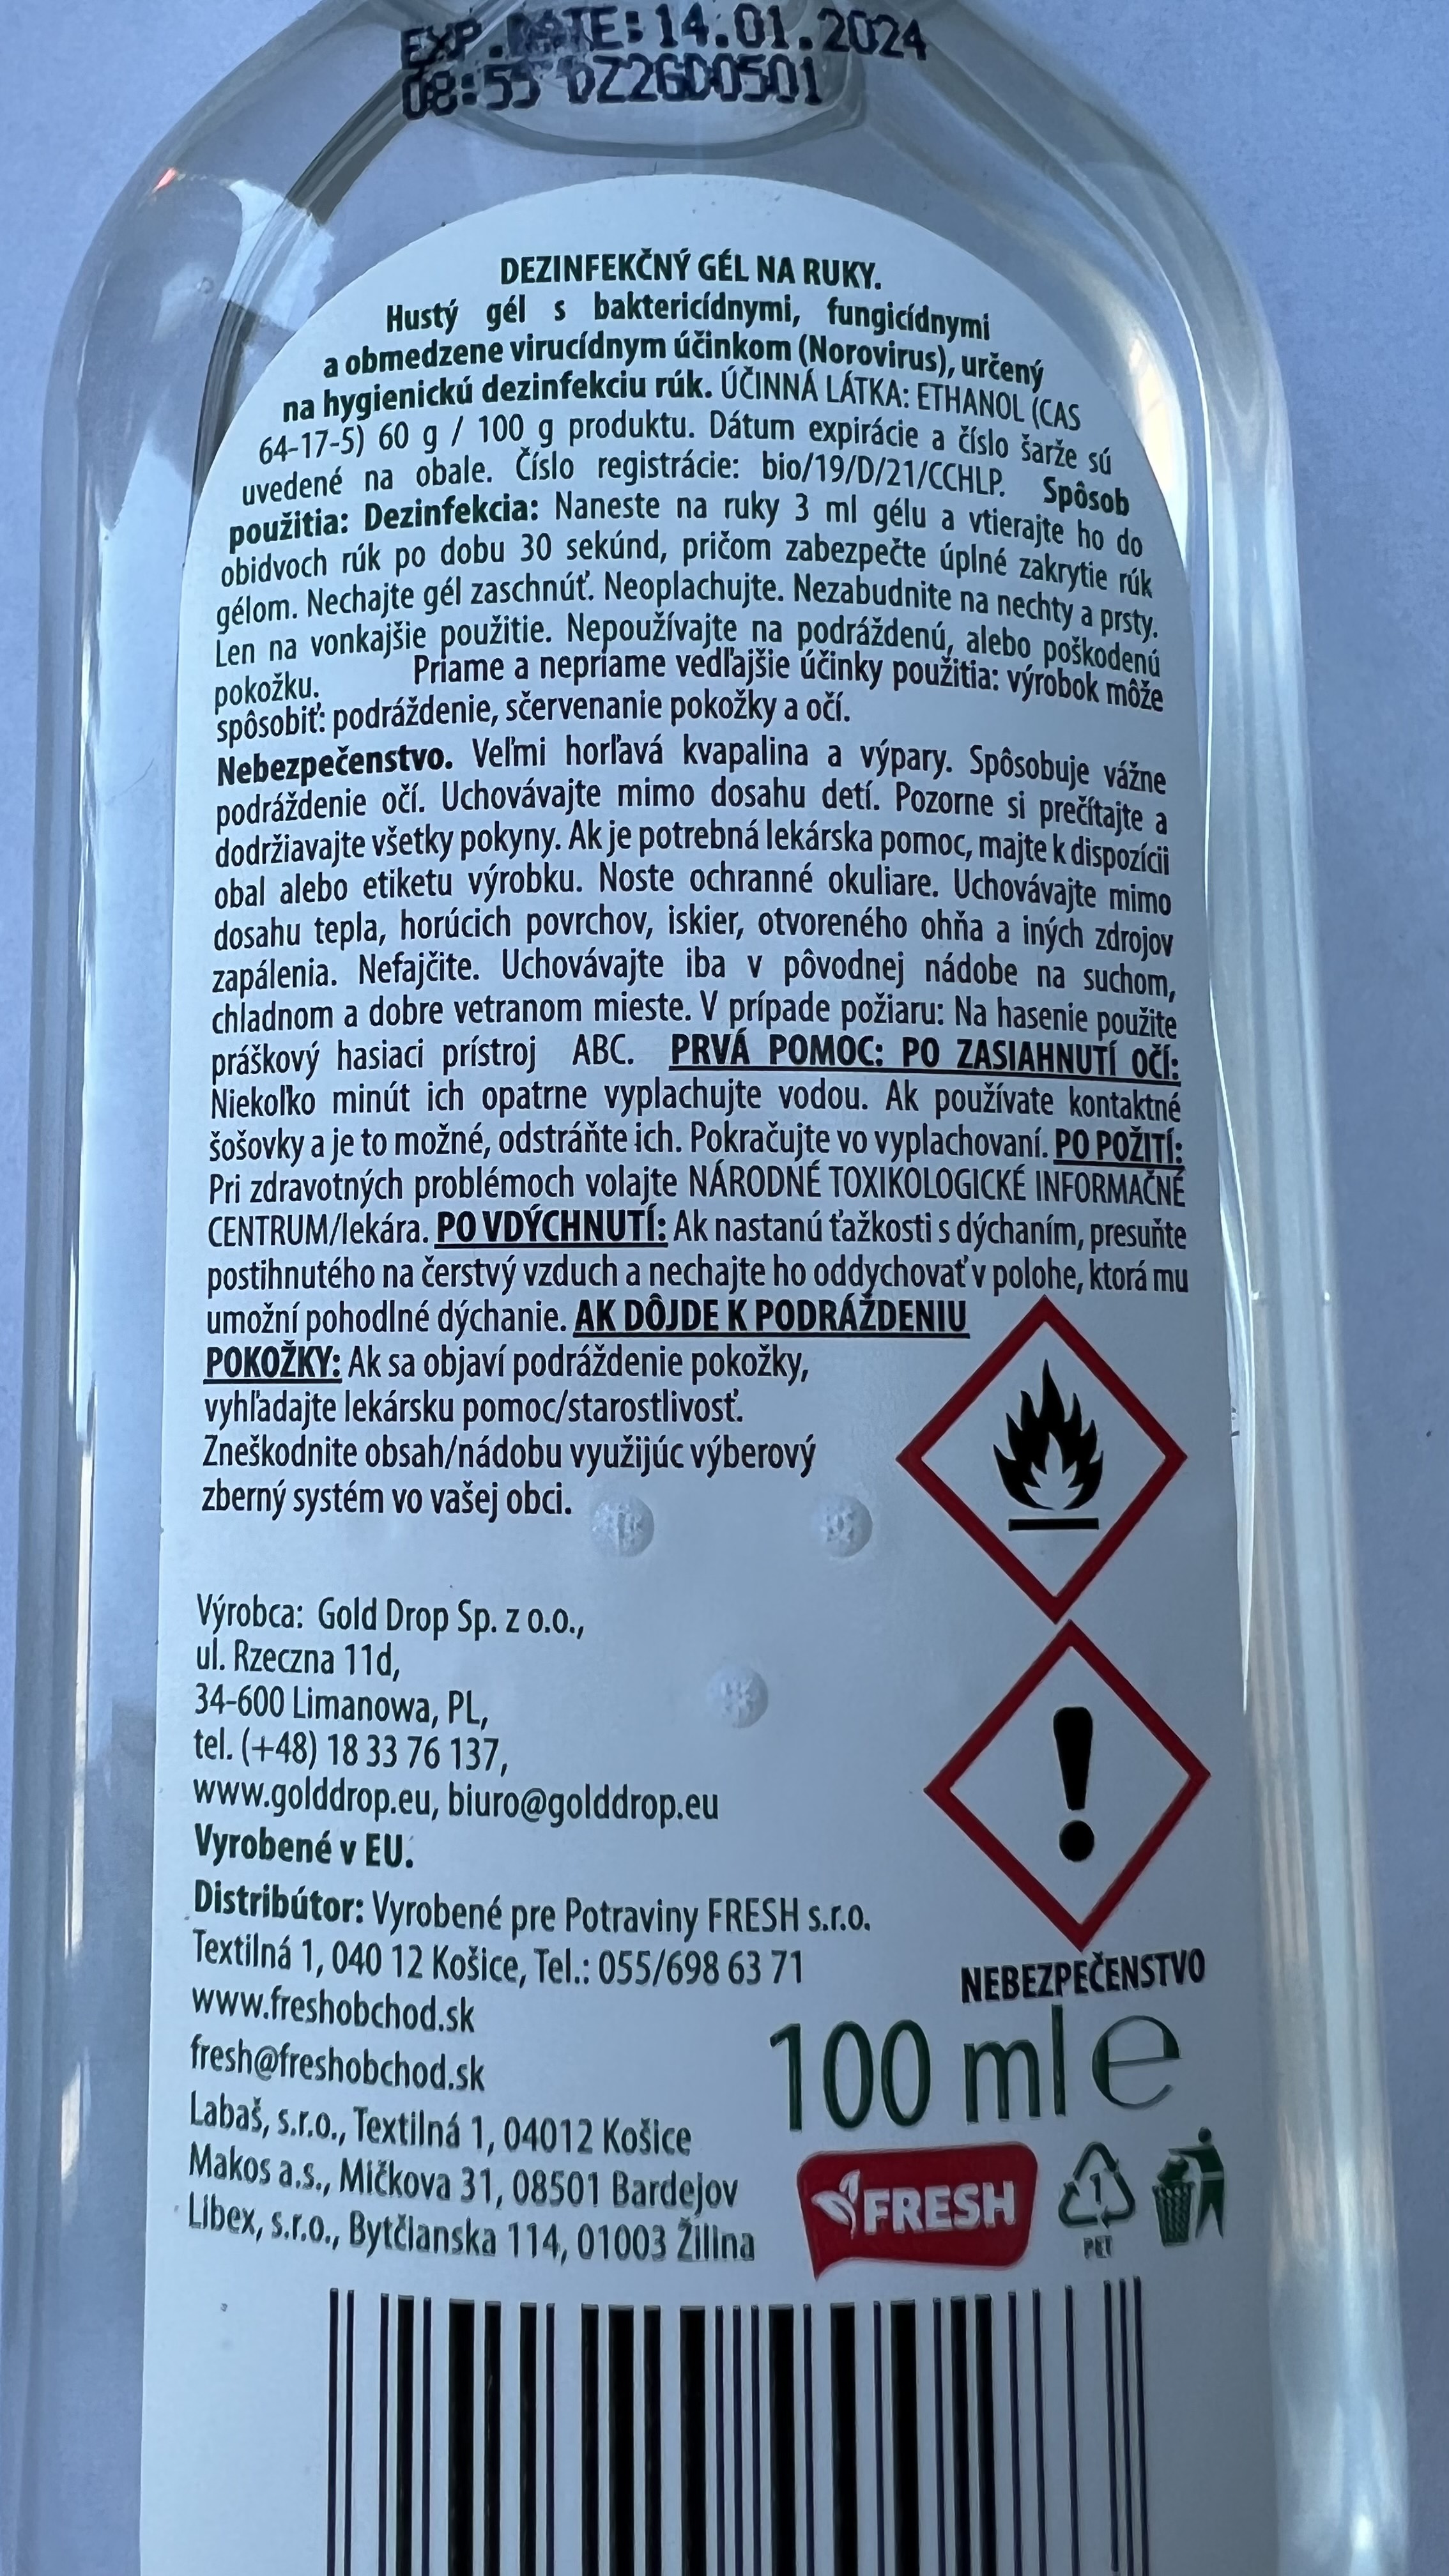 EXP.DATE:14.01.2024
08:55 DZ26D0501
DEZINFEKČNÝ GÉL NA RUKY.
Hustý gél s baktericídnymi, fungicídnymi
a obmedzene virucídnym účinkom (Norovirus), určený
na hygienickú dezinfekciu rúk. ÚČINNÁ LÁTKA: ETHANOL (CAS
64-17-5) 60 g / 100 g produktu. Dátum expirácie a číslo šarže sú
uvedené na obale. Číslo registrácie: bio/19/D/21/CCHLP. Spôsob
použitia: Dezinfekcia: Naneste na ruky 3 ml gélu a vtierajte ho do
obidvoch rúk po dobu 30 sekúnd, pričom zabezpečte úplné zakrytie rúk
gélom. Nechajte gél zaschnúť. Neoplachujte. Nezabudnite na nechty a prsty.
Len na vonkajšie použitie. Nepoužívajte na podráždenú, alebo poškodenú
pokožku. Priame a nepriame vedľajšie účinky použitia: výrobok môže
spôsobiť: podráždenie, sčervenanie pokožky a očí.
Nebezpečenstvo. Veľmi horľavá kvapalina a výpary. Spôsobuje vážne
podráždenie očí. Uchovávajte mimo dosahu detí. Pozorne si prečítajte a
dodržiavajte všetky pokyny. Ak je potrebná lekárska pomoc, majte k dispozícii
obal alebo etiketu výrobku. Noste ochranné okuliare. Uchovávajte mimo
dosahu tepla, horúcich povrchov, iskier, otvoreného ohňa a iných zdrojov
zapálenia. Nefajčite. Uchovávajte iba v pôvodnej nádobe na suchom,
chladnom a dobre vetranom mieste. V prípade požiaru: Na hasenie použite
práškový hasiaci prístroj ABC. PRVÁ POMOC: PO ZASIAHNUTÍ OČÍ:
Niekoľko minút ich opatrne vyplachujte vodou. Ak používate kontaktné
šošovky a je to možné, odstráňte ich. Pokračujte vo vyplachovaní. PO POŽITÍ:
Pri zdravotných problémoch volajte NÁRODNÉ TOXIKOLOGICKÉ INFORMAČNÉ
CENTRUM/lekára. PO VDÝCHNUTÍ: Ak nastanú ťažkosti s dýchaním, presuňte
postihnutého na čerstvý vzduch a nechajte ho oddychovať v polohe, ktorá mu
umožní pohodlné dýchanie. AK DÔJDE K PODRÁŽDENIU
POKOŽKY: Ak sa objaví podráždenie pokožky,
vyhľadajte lekársku pomoc/starostlivosť.
Zneškodnite obsah/nádobu využijúc výberový
zberný systém vo vašej obci.
Výrobca: Gold Drop Sp. z o.o.,
ul. Rzeczna 11d,
34-600 Limanowa, PL,
tel. (+48) 18 33 76 137,
www.golddrop.eu, biuro@golddrop.eu
Vyrobené v EU.
Distribútor: Vyrobené pre Potraviny FRESH s.r.o.
Textilná 1, 040 12 Košice, Tel.: 055/698 63 71
www.freshobchod.sk
fresh@freshobchod.sk
Labaš, s.r.o., Textilná 1, 04012 Košice
Makos a.s., Mičkova 31, 08501 Bardejov
Libex, s.r.o., Bytčianska 114, 01003 Žilina
NEBEZPEČENSTVO
100 ml e
FRESH
1
PET